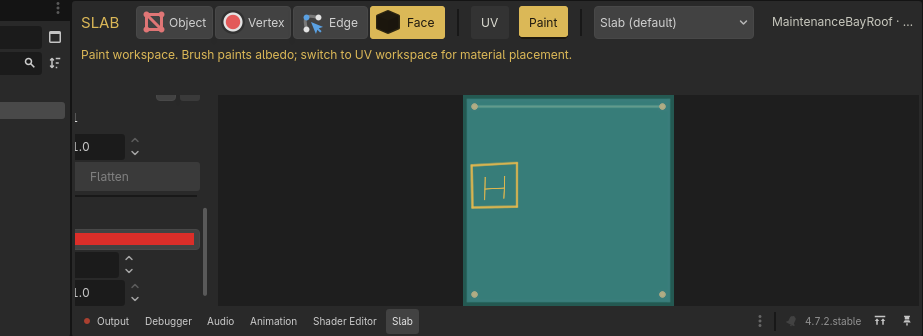 SLAB Object Vertex Edge Face UV Paint Slab (default) MaintenanceBayRoof · ...
Paint workspace. Brush paints albedo; switch to UV workspace for material placement.
1.0
Flatten
H
1.0
Output Debugger Audio Animation Shader Editor Slab 4.7.2.stable